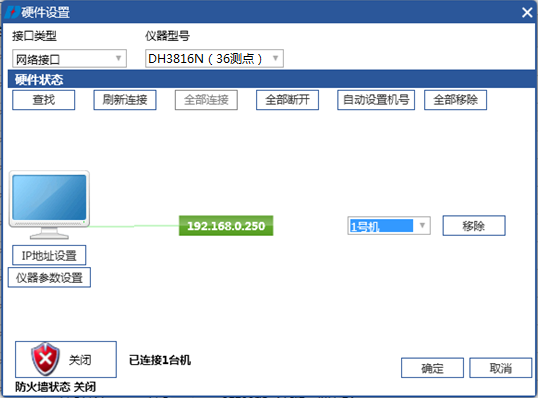 硬件设置
接口类型 仪器型号
网络接口 DH3816N（36测点）
硬件状态
查找 刷新连接 全部连接 全部断开 自动设置机号 全部移除
192.168.0.250 1号机 移除
IP地址设置
仪器参数设置
关闭 已连接1台机
确定 取消
防火墙状态 关闭